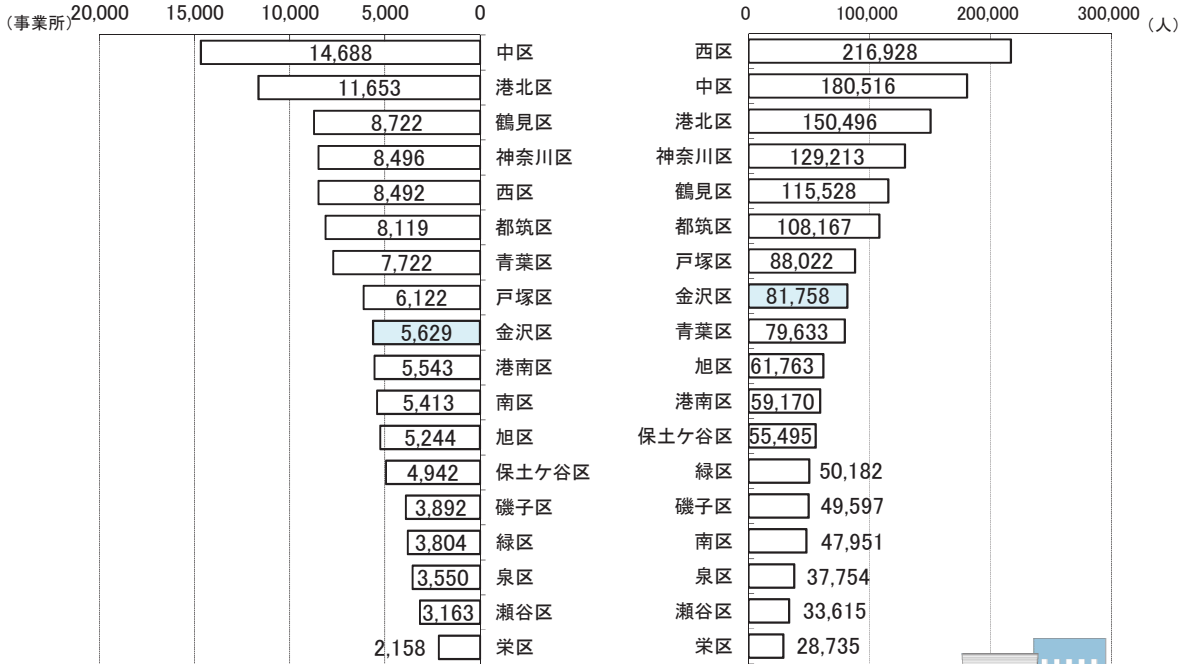 （事業所） 20,000 15,000 10,000 5,000 0
14,688 中区
11,653 港北区
8,722 鶴見区
8,496 神奈川区
8,492 西区
8,119 都筑区
7,722 青葉区
6,122 戸塚区
5,629 金沢区
5,543 港南区
5,413 南区
5,244 旭区
4,942 保土ケ谷区
3,892 磯子区
3,804 緑区
3,550 泉区
3,163 瀬谷区
2,158 栄区
0 100,000 200,000 300,000 （人）
西区 216,928
中区 180,516
港北区 150,496
神奈川区 129,213
鶴見区 115,528
都筑区 108,167
戸塚区 88,022
金沢区 81,758
青葉区 79,633
旭区 61,763
港南区 59,170
保土ケ谷区 55,495
緑区 50,182
磯子区 49,597
南区 47,951
泉区 37,754
瀬谷区 33,615
栄区 28,735